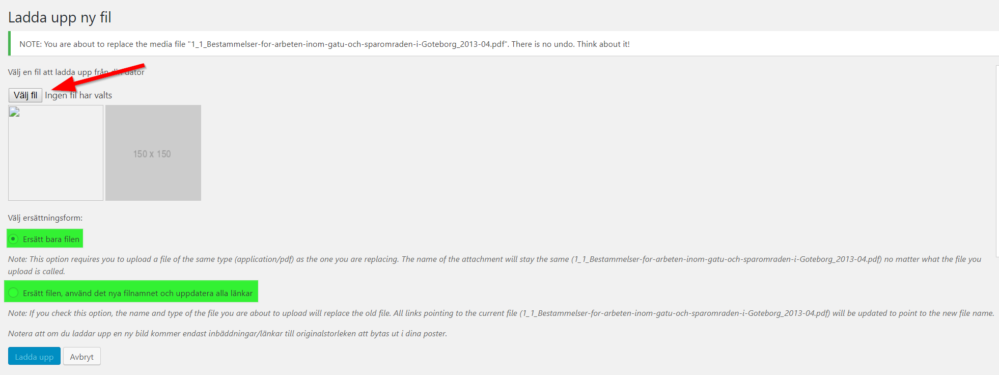 Ladda upp ny fil
NOTE: You are about to replace the media file "1_1_Bestammelser-for-arbeten-inom-gatu-och-sparomraden-i-Goteborg_2013-04.pdf". There is no undo. Think about it!
Välj en fil att ladda upp från din dator
Välj fil Ingen fil har valts
150 x 150
Välj ersättningsform:
Ersätt bara filen
Note: This option requires you to upload a file of the same type (application/pdf) as the one you are replacing. The name of the attachment will stay the same (1_1_Bestammelser-for-arbeten-inom-gatu-och-sparomraden-i-Goteborg_2013-04.pdf) no matter what the file you
upload is called.
Ersätt filen, använd det nya filnamnet och uppdatera alla länkar
Note: If you check this option, the name and type of the file you are about to upload will replace the old file. All links pointing to the current file (1_1_Bestammelser-for-arbeten-inom-gatu-och-sparomraden-i-Goteborg_2013-04.pdf) will be updated to point to the new file name.
Notera att om du laddar upp en ny bild kommer endast inbäddningar/länkar till originalstorleken att bytas ut i dina poster.
Ladda upp Avbryt